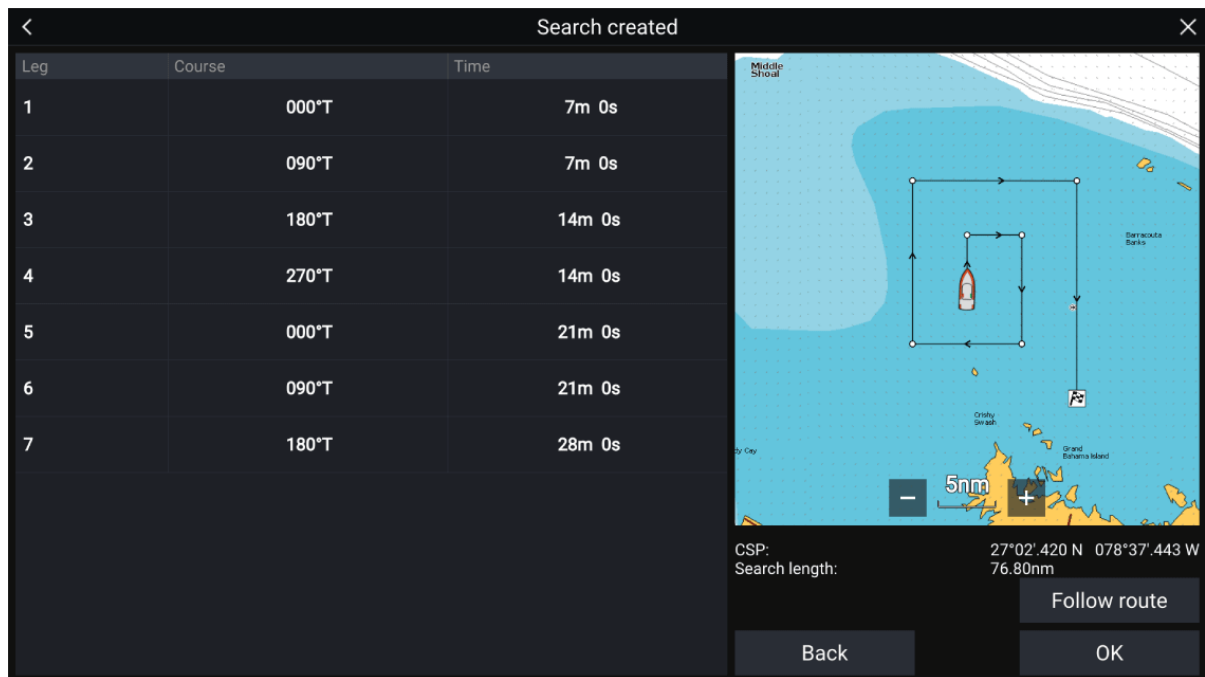 Search created
Leg Course Time
1 000°T 7m 0s
2 090°T 7m 0s
3 180°T 14m 0s
4 270°T 14m 0s
5 000°T 21m 0s
6 090°T 21m 0s
7 180°T 28m 0s
Middle
Shoal
Barracouta
Banks
Crishy
Swash
dy Cay
Grand
Bahama Island
5nm
CSP: 27°02'.420 N 078°37'.443 W
Search length: 76.80nm
Follow route
Back OK